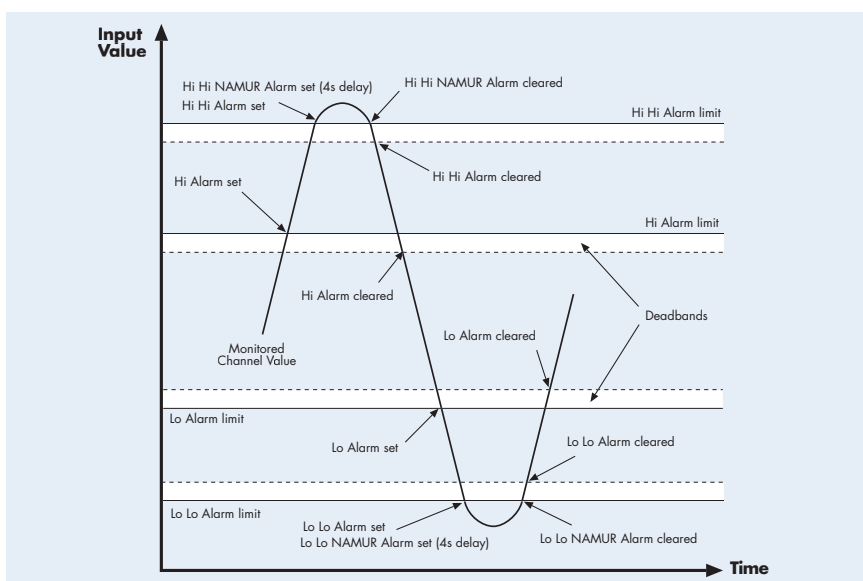 Input
Value
Hi Hi NAMUR Alarm set (4s delay)
Hi Hi Alarm set
Hi Hi NAMUR Alarm cleared
Hi Hi Alarm limit
Hi Hi Alarm cleared
Hi Alarm set
Hi Alarm limit
Hi Alarm cleared
Deadbands
Lo Alarm cleared
Monitored
Channel Value
Lo Alarm limit
Lo Alarm set
Lo Lo Alarm cleared
Lo Lo Alarm limit
Lo Lo Alarm set
Lo Lo NAMUR Alarm set (4s delay)
Lo Lo NAMUR Alarm cleared
Time